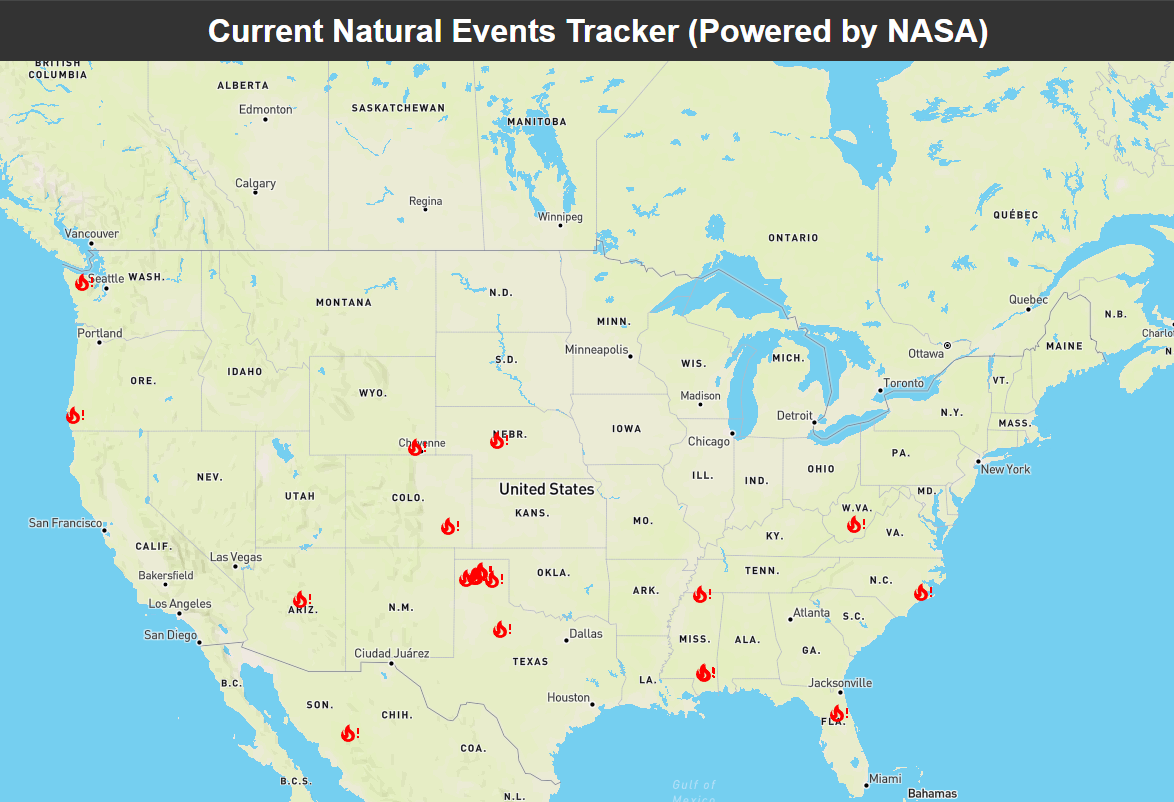 Current Natural Events Tracker (Powered by NASA)
BRITISH
COLUMBIA
ALBERTA
Edmonton
SASKATCHEWAN
MANITOBA
Calgary
Regina
Winnipeg
ONTARIO
QUÉBEC
Vancouver
Seattle
WASH.
MONTANA
N.D.
MINN.
Quebec
N.B.
Charlo
N
Portland
ORE.
IDAHO
WYO.
S.D.
Minneapolis
WIS.
MICH.
Ottawa
MAINE
Madison
Toronto
VT.
Detroit
N.Y.
MASS.
Cheyenne
NEBR.
IOWA
Chicago
PA.
New York
NEV.
UTAH
COLO.
United States
KANS.
ILL.
IND.
OHIO
MD.
W.VA.
VA.
San Francisco
MO.
KY.
CALIF.
Las Vegas
Bakersfield
Los Angeles
San Diego
ARIZ.
N.M.
OKLA.
ARK.
TENN.
N.C.
Atlanta
S.C.
Ciudad Juárez
Dallas
TEXAS
MISS.
ALA.
GA.
B.C.
SON.
CHIH.
Houston
LA.
Jacksonville
FLA.
COA.
B.C.S.
N.L.
Gulf of
Mexico
Miami
Bahamas